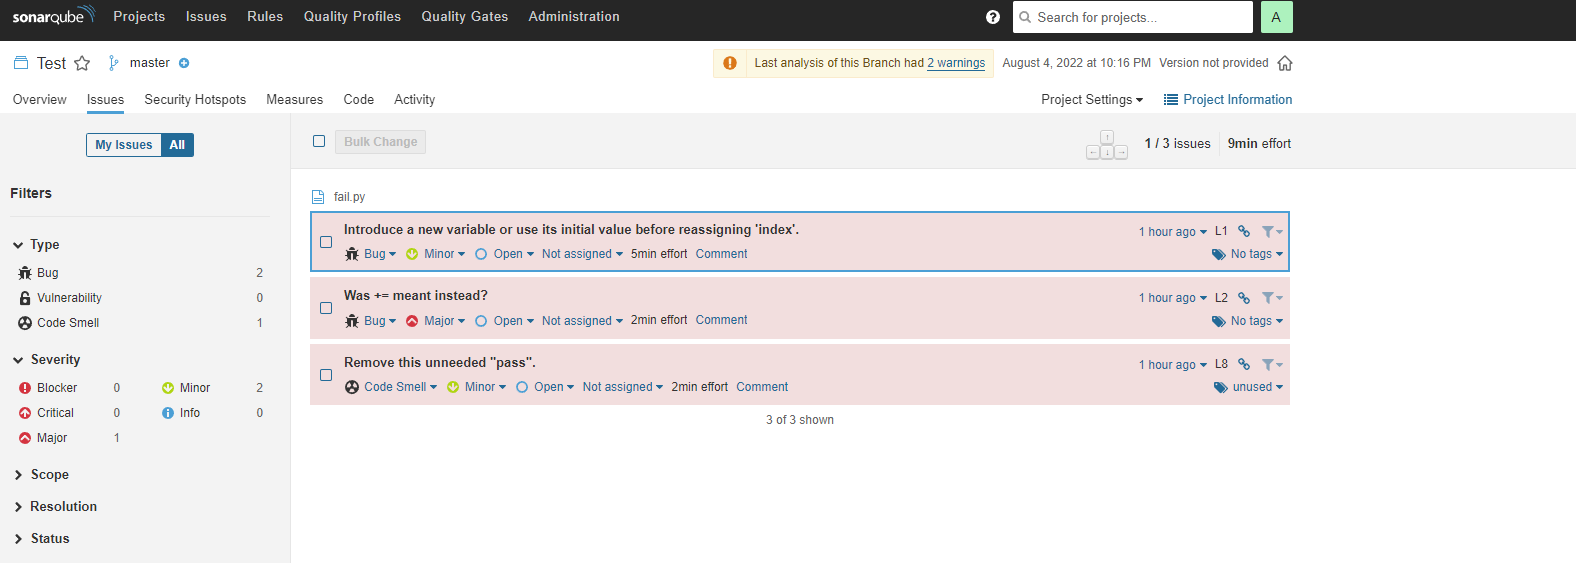 sonarqube Projects Issues Rules Quality Profiles Quality Gates Administration ? Search for projects... A
Test master Last analysis of this Branch had 2 warnings August 4, 2022 at 10:16 PM Version not provided
Overview Issues Security Hotspots Measures Code Activity Project Settings Project Information
My Issues All
Bulk Change
1 / 3 issues 9min effort
Filters
Type
Bug 2
Vulnerability 0
Code Smell 1
Severity
Blocker 0 Minor 2
Critical 0 Info 0
Major 1
Scope
Resolution
Status
fail.py
Introduce a new variable or use its initial value before reassigning 'index'. 1 hour ago L1
Bug Minor Open Not assigned 5min effort Comment No tags
Was += meant instead? 1 hour ago L2
Bug Major Open Not assigned 2min effort Comment No tags
Remove this unneeded "pass". 1 hour ago L8
Code Smell Minor Open Not assigned 2min effort Comment unused
3 of 3 shown